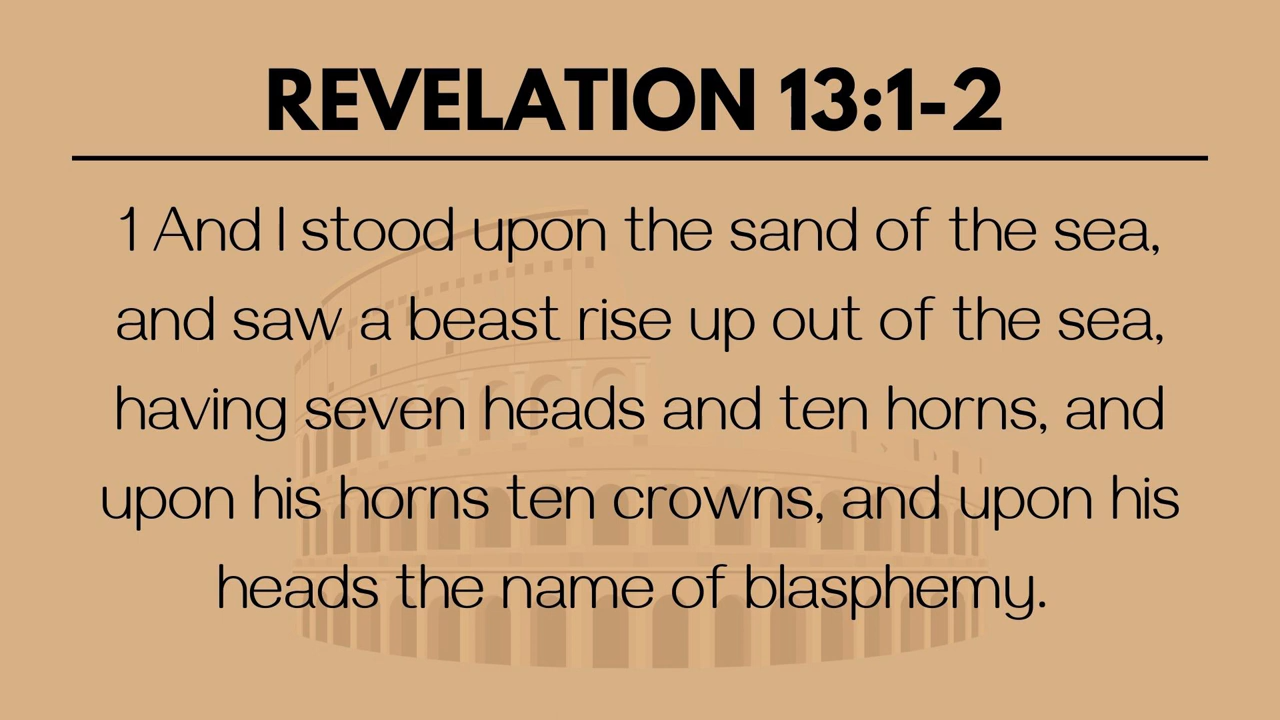 REVELATION 13:1-2
1 And I stood upon the sand of the sea,
and saw a beast rise up out of the sea,
having seven heads and ten horns, and
upon his horns ten crowns, and upon his
heads the name of blasphemy.